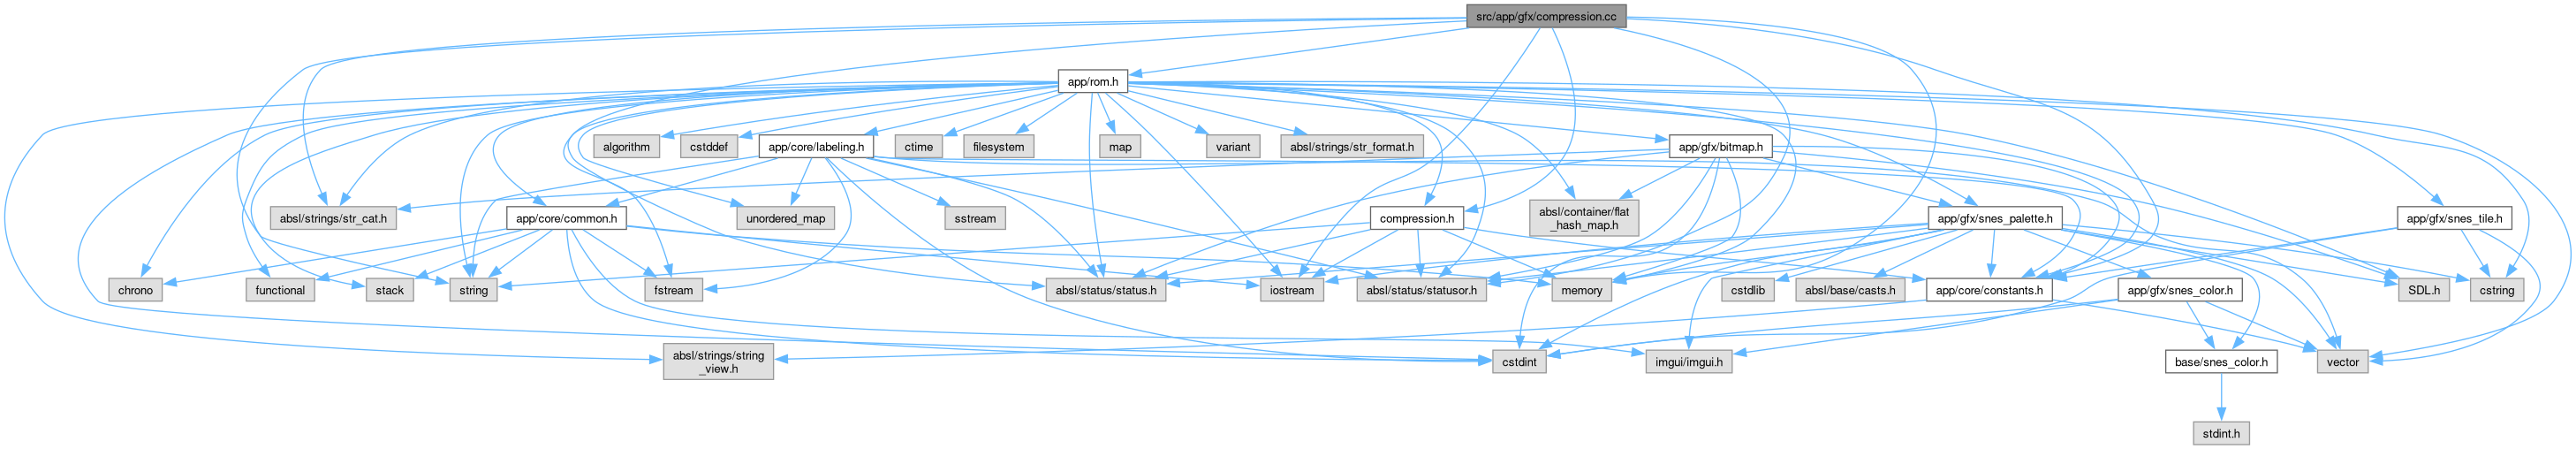 src/app/gfx/compression.cc
app/rom.h
algorithm
cstddef
app/core/labeling.h
ctime
filesystem
map
variant
absl/strings/str_format.h
app/gfx/bitmap.h
absl/strings/str_cat.h
app/core/common.h
unordered_map
sstream
compression.h
absl/container/flat
_hash_map.h
app/gfx/snes_palette.h
app/gfx/snes_tile.h
chrono
functional
stack
string
fstream
absl/status/status.h
iostream
absl/status/statusor.h
memory
cstdlib
absl/base/casts.h
app/core/constants.h
app/gfx/snes_color.h
SDL.h
cstring
absl/strings/string
_view.h
cstdint
imgui/imgui.h
base/snes_color.h
vector
stdint.h